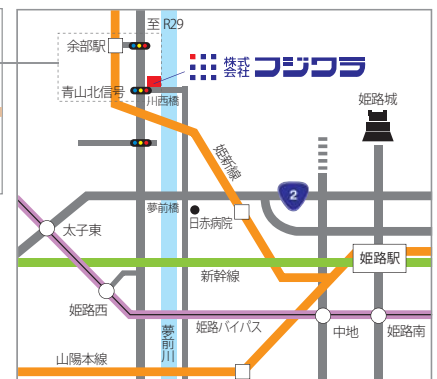 至 R29
余部駅
株式
会社
フジワラ
青山北信号
川西橋
姫路城
姫新線
2
夢前橋
日赤病院
太子東
姫路駅
新幹線
姫路西
姫路バイパス
中地
姫路南
夢前川
山陽本線